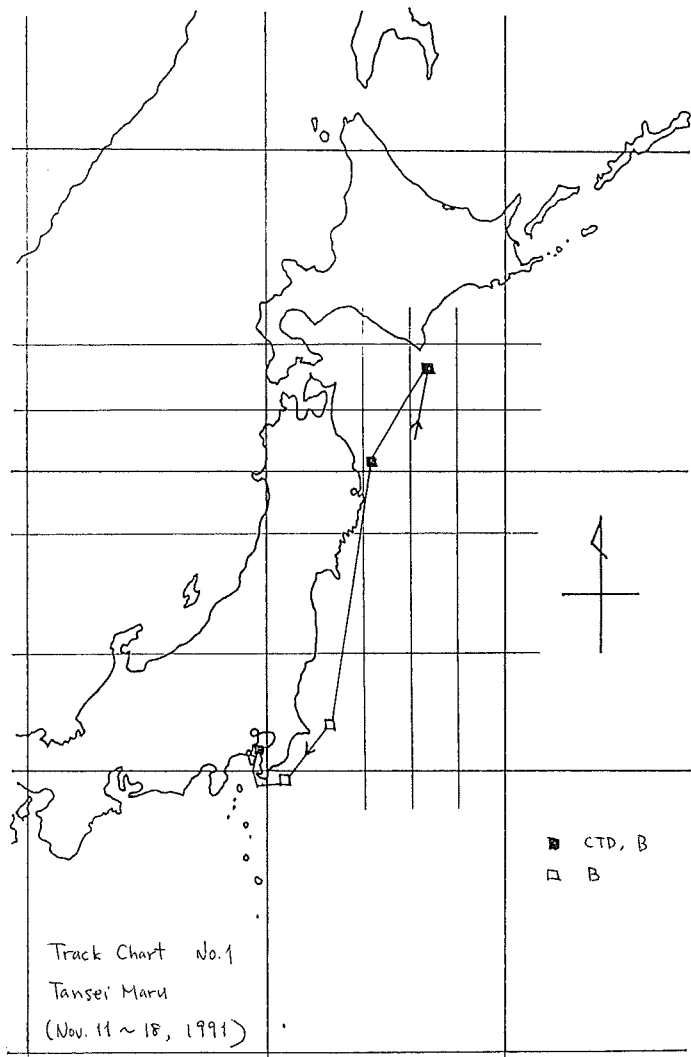 ■ CTD, B
□ B
Track Chart No.1
Tansei Maru
(Nov. 11 ~ 18, 1991)